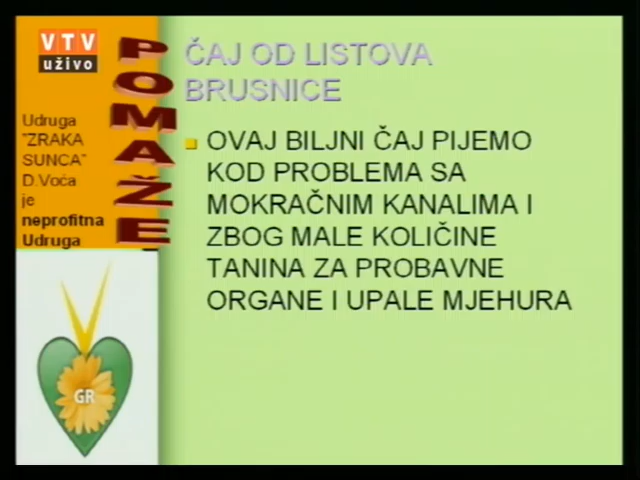 VTV
uživo
POMAŽE
Udruga
"ZRAKA
SUNCA"
D.Voća
je
neprofitna
Udruga
GR
ČAJ OD LISTOVA
BRUSNICE
OVAJ BILJNI ČAJ PIJEMO
KOD PROBLEMA SA
MOKRAČNIM KANALIMA I
ZBOG MALE KOLIČINE
TANINA ZA PROBAVNE
ORGANE I UPALE MJEHURA